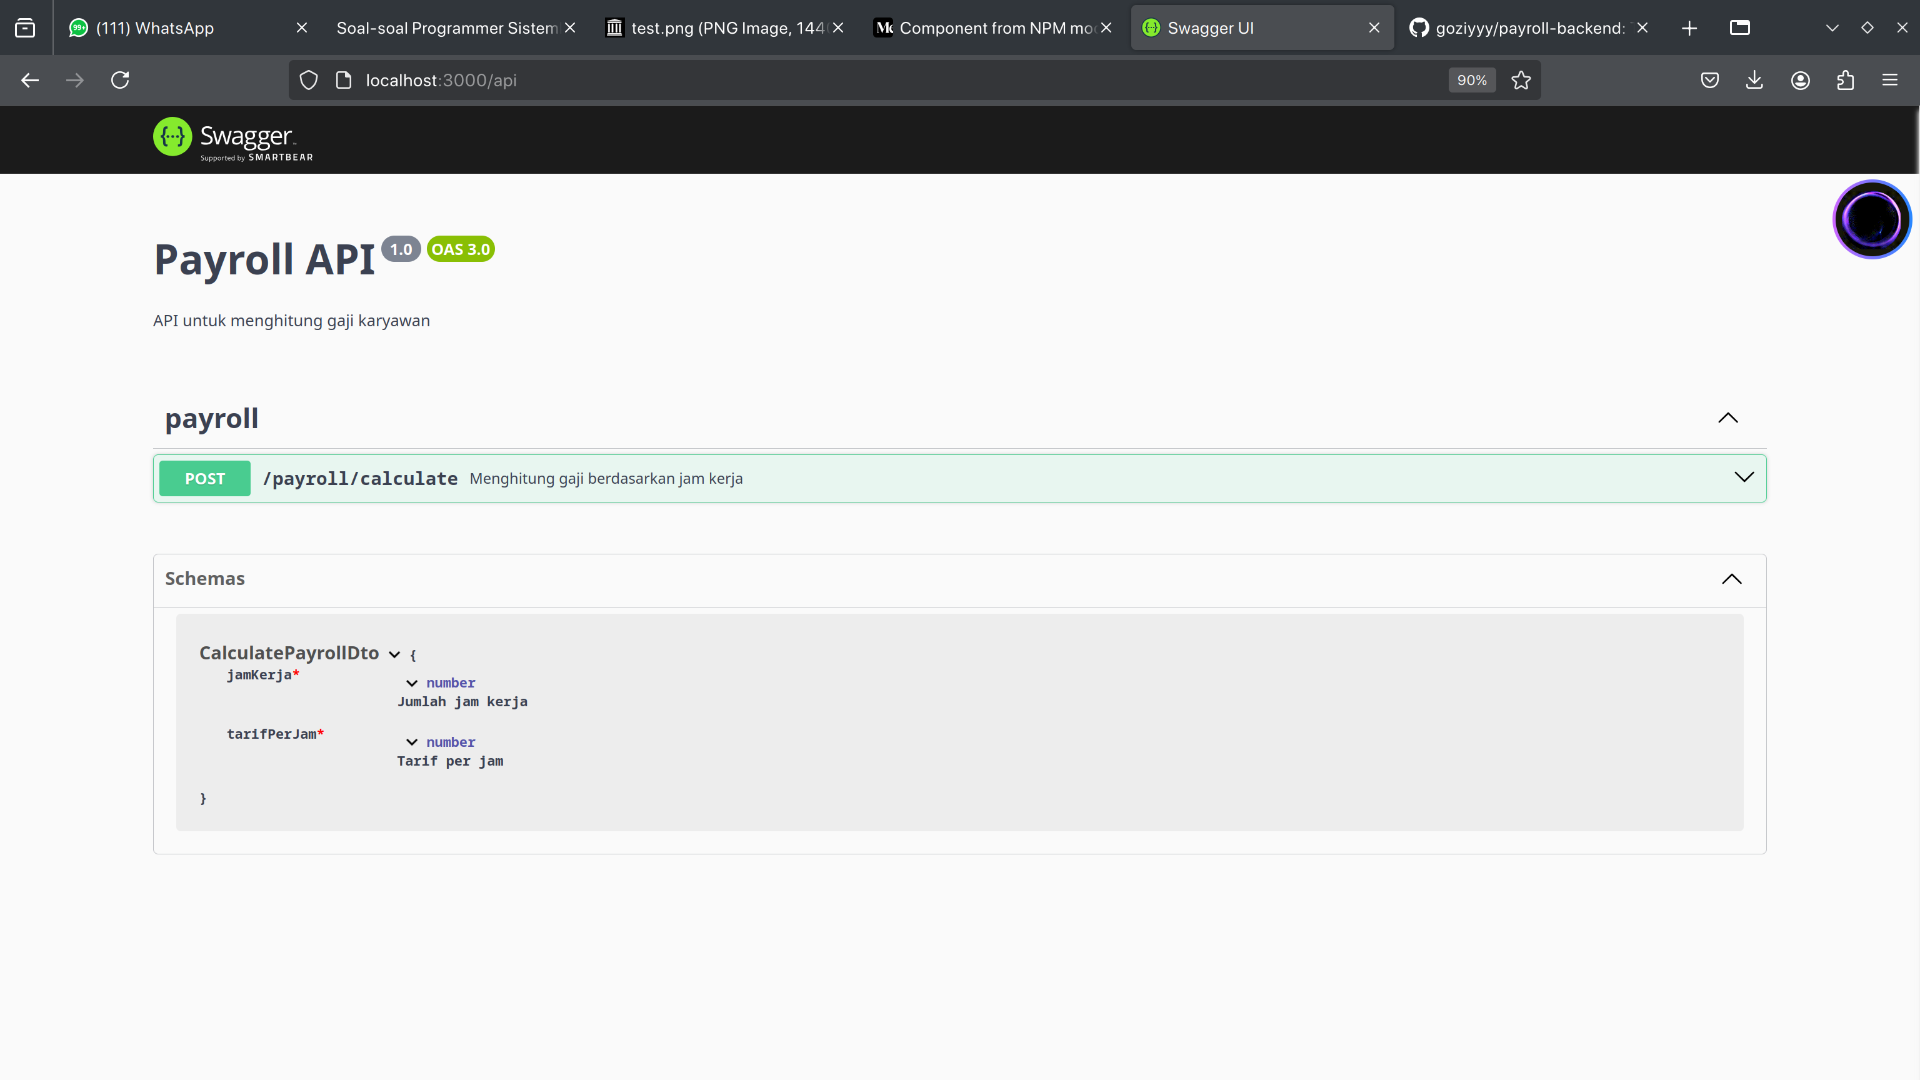 (111) WhatsApp
Soal-soal Programmer Sistem
test.png (PNG Image, 144
Component from NPM mo
Swagger UI
goziyyy/payroll-backend:
localhost:3000/api
90%
{···} Swagger
Supported by SMARTBEAR
Payroll API 1.0 OAS 3.0
API untuk menghitung gaji karyawan
payroll
POST /payroll/calculate Menghitung gaji berdasarkan jam kerja
Schemas
CalculatePayrollDto {
jamKerja*
number
Jumlah jam kerja
tarifPerJam*
number
Tarif per jam
}